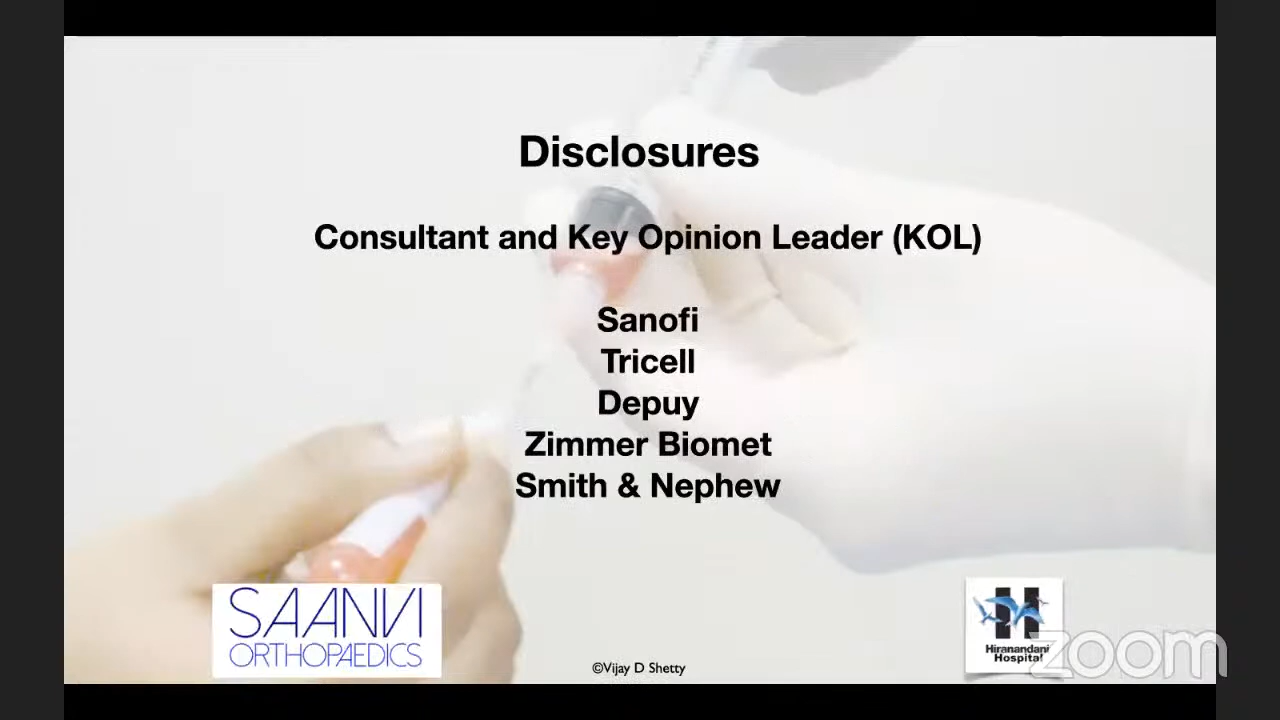 Disclosures
Consultant and Key Opinion Leader (KOL)
Sanofi
Tricell
Depuy
Zimmer Biomet
Smith & Nephew
SAANVI
ORTHOPAEDICS
©Vijay D Shetty
H
Hiranandani
Hospital
zoom